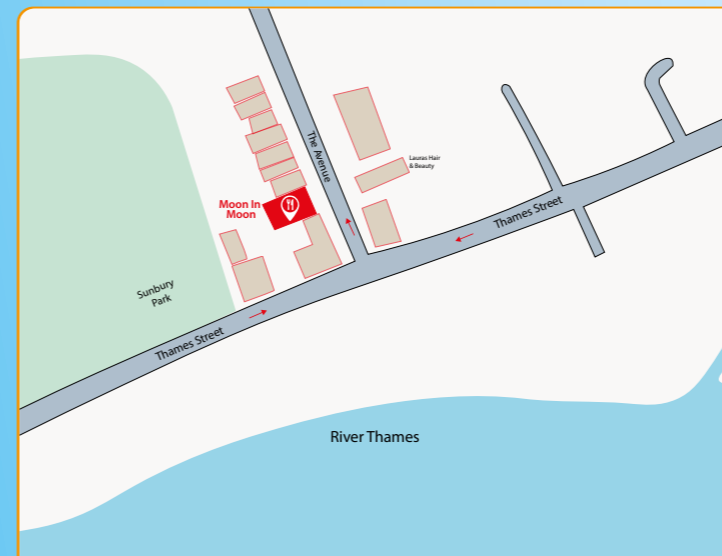 The Avenue
Lauras Hair
& Beauty
Moon In
Moon
Thames Street
Sunbury
Park
Thames Street
River Thames